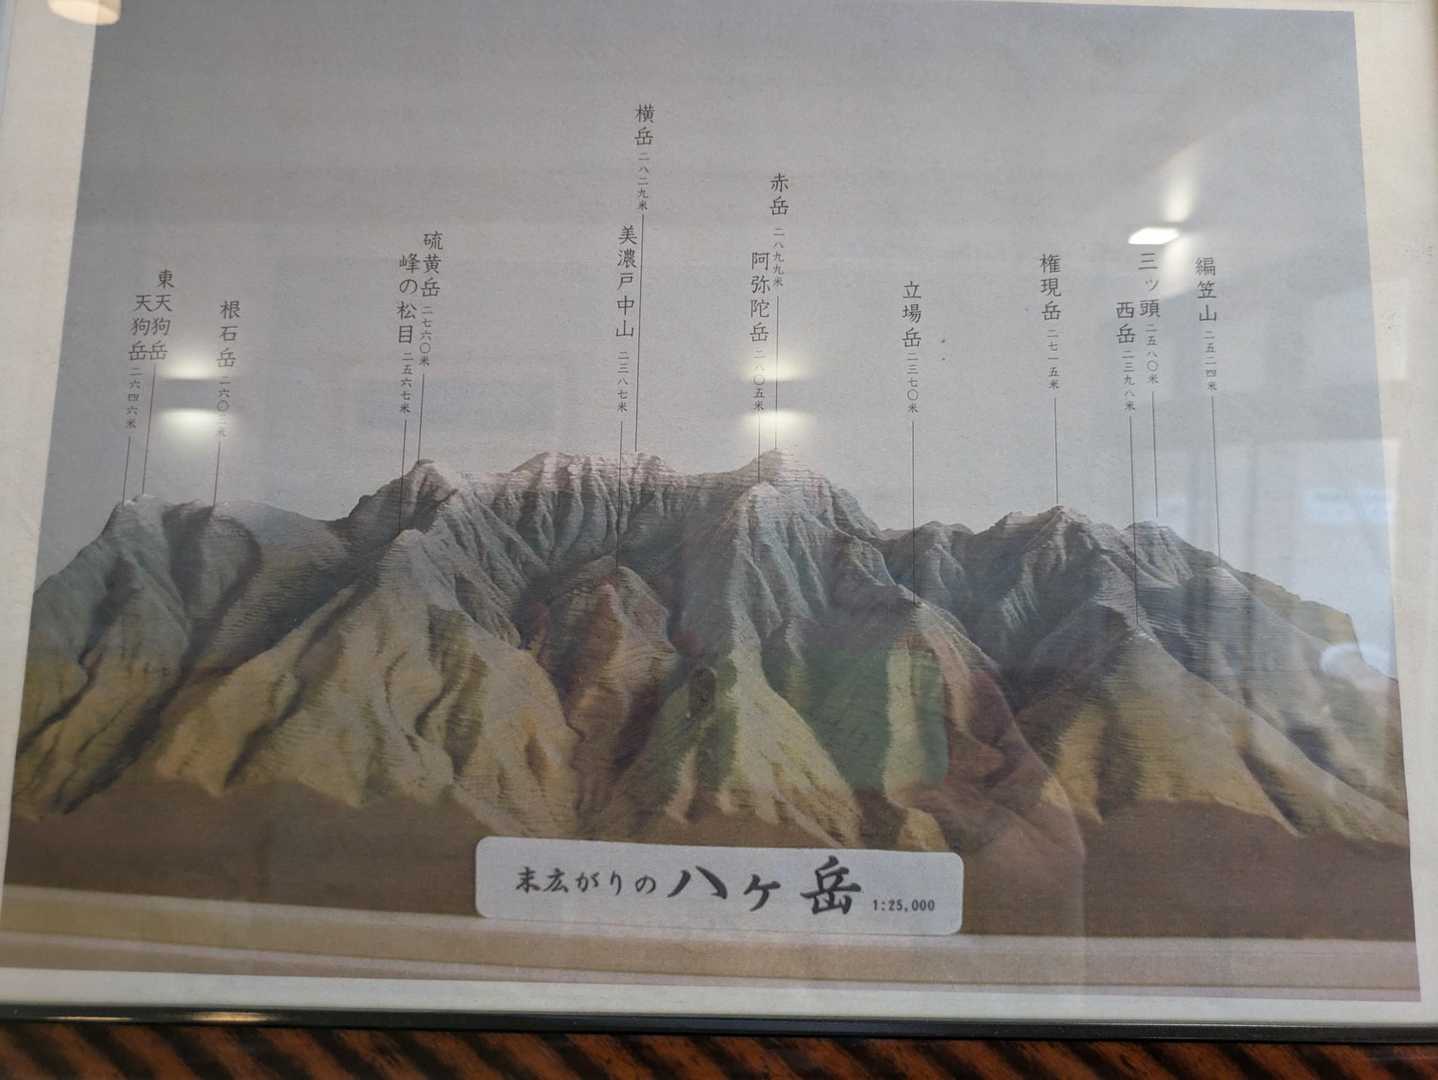 東天狗岳
天狗岳 二六四六米
根石岳 二六〇三米
硫黄岳 二七六〇米
峰の松目 二五六七米
横岳 二八二九米
美濃戸中山 二三八七米
赤岳 二八九九米
阿弥陀岳 二八〇五米
立場岳 二三七〇米
権現岳 二七一五米
三ッ頭 二五八〇米
西岳 二三九八米
編笠山 二五二四米
末広がりの八ヶ岳 1:25,000